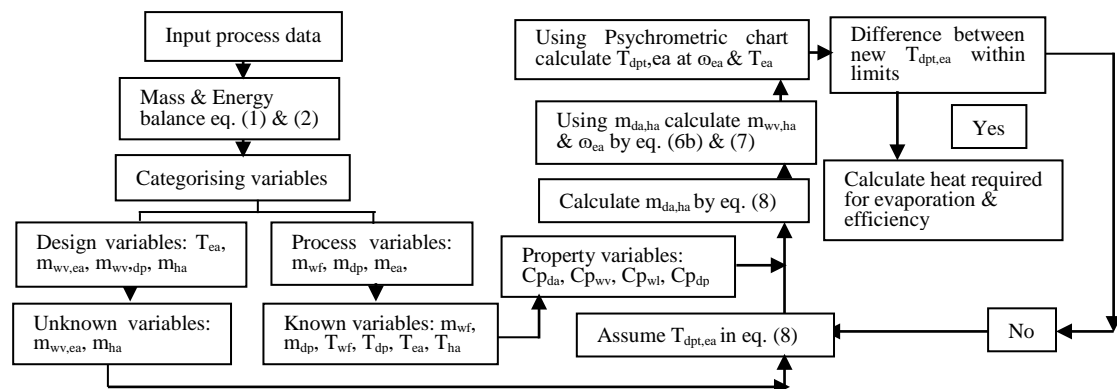 Input process data
Mass & Energy
balance eq. (1) & (2)
Categorising variables
Design variables: Tea,
mwv,ea, mwv,dp, mha
Process variables:
mwf, mdp, mea,
Unknown variables:
mwv,ea, mha
Known variables: mwf,
mdp, Twf, Tdp, Tea, Tha
Property variables:
Cpda, Cpwv, Cpwl, Cpdp
Assume Tdpt,ea in eq. (8)
Calculate mda,ha by eq. (8)
Using mda,ha calculate mwv,ha
& ωea by eq. (6b) & (7)
Using Psychrometric chart
calculate Tdpt,ea at ωea & Tea
Difference between
new Tdpt,ea within
limits
Yes
Calculate heat required
for evaporation &
efficiency
No